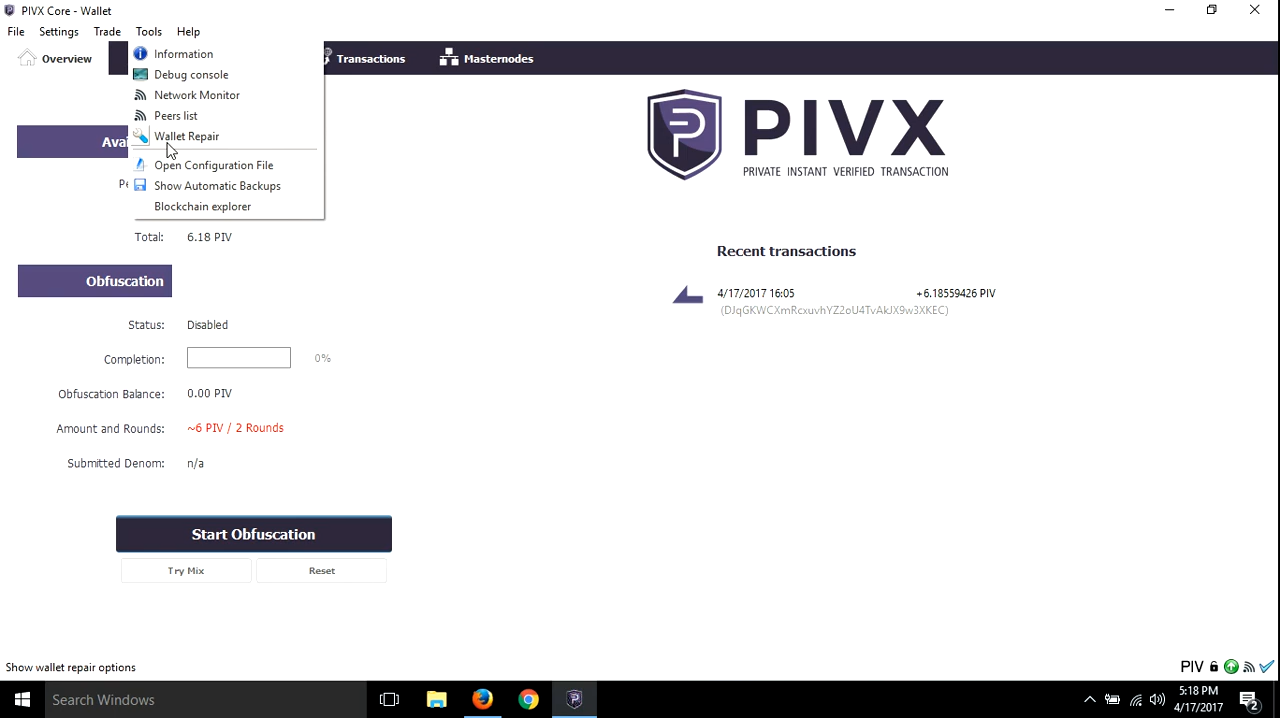 PIVX Core - Wallet
File Settings Trade Tools Help
Overview
Transactions
Masternodes
Information
Debug console
Network Monitor
Peers list
Wallet Repair
Open Configuration File
Show Automatic Backups
Blockchain explorer
Total: 6.18 PIV
Obfuscation
Status: Disabled
Completion: 0%
Obfuscation Balance: 0.00 PIV
Amount and Rounds: ~6 PIV / 2 Rounds
Submitted Denom: n/a
Start Obfuscation
Try Mix Reset
PIVX
PRIVATE INSTANT VERIFIED TRANSACTION
Recent transactions
4/17/2017 16:05 +6.18559426 PIV
(DJqGKWCXmRcxuvhYZ2oU4TvAkJX9w3XKEC)
Show wallet repair options
PIV
Search Windows
5:18 PM
4/17/2017
2